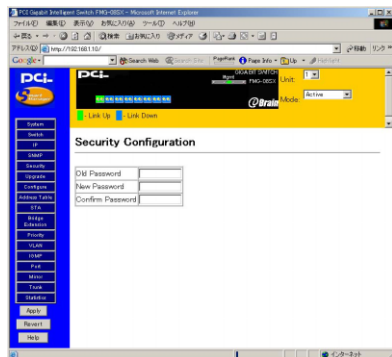 PCI Gigabit Intelligent Switch FMG-08SX - Microsoft Internet Explorer
ファイル(F) 編集(E) 表示(V) お気に入り(A) ツール(T) ヘルプ(H)
戻る 検索 お気に入り メディア
アドレス(D) http://192.168.1.10/ 移動 リンク
Google Search Web PageRank Page Info Up Highlight
PCi
System
Switch
IP
SNMP
Security
Upgrade
Configure
Address Table
STA
Bridge
Extension
Priority
VLAN
IGMP
Port
Mirror
Trunk
Statistics
Apply
Revert
Help
PCi
GIGABIT SWITCH
Mgmt FMG-08SX
Brain
Unit: 1
Mode: Active
- Link Up - Link Down
Security Configuration
Old Password
New Password
Confirm Password
インターネット